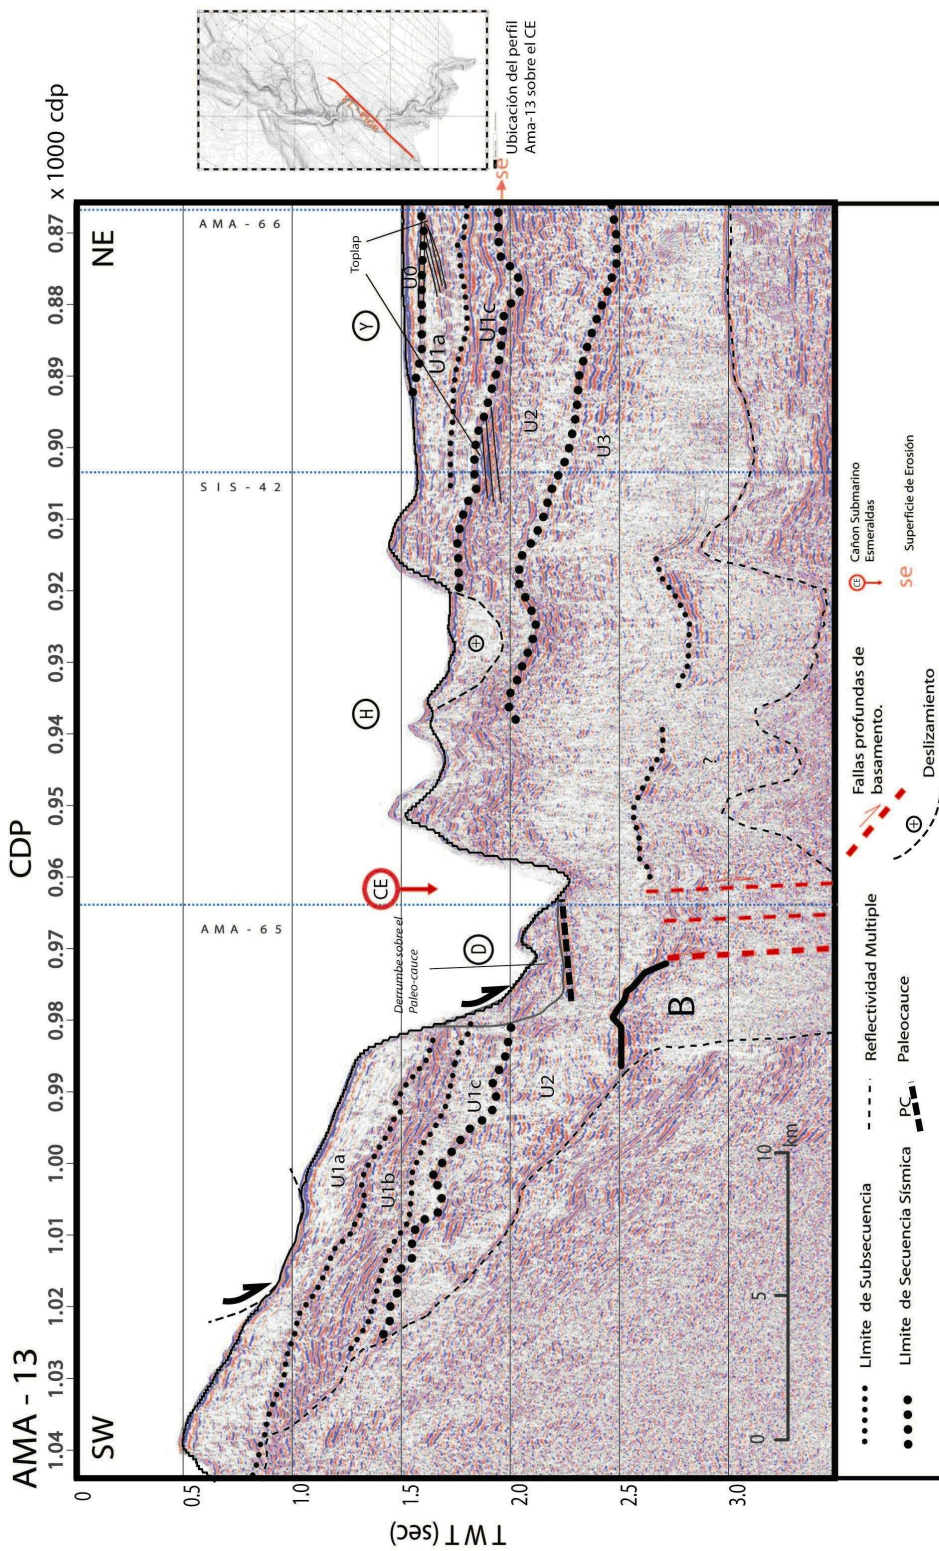 AMA - 13
CDP
x 1000 cdp
1.04
1.03
1.02
1.01
1.00
0.99
0.98
0.97
0.96
0.95
0.94
0.93
0.92
0.91
0.90
0.89
0.88
0.87
SW
NE
AMA - 65
SIS - 42
AMA - 66
TWT (sec)
0
0.5
1.0
1.5
2.0
2.5
3.0
CE
H
Y
D
Derrumbe sobre el
Paleo-cauce
Toplap
U0
U1a
U1c
U2
U3
U1a
U1b
U1c
U2
B
?
+
se
0
5
10
km
Ubicación del perfil
Ama-13 sobre el CE
LImite de Subsecuencia
LImite de Secuencia Sísmica
Reflectividad Multiple
PC
Paleocauce
Fallas profundas de
basamento.
+
Deslizamiento
CE
Cañon Submarino
Esmeraldas
se
Superficie de Erosión